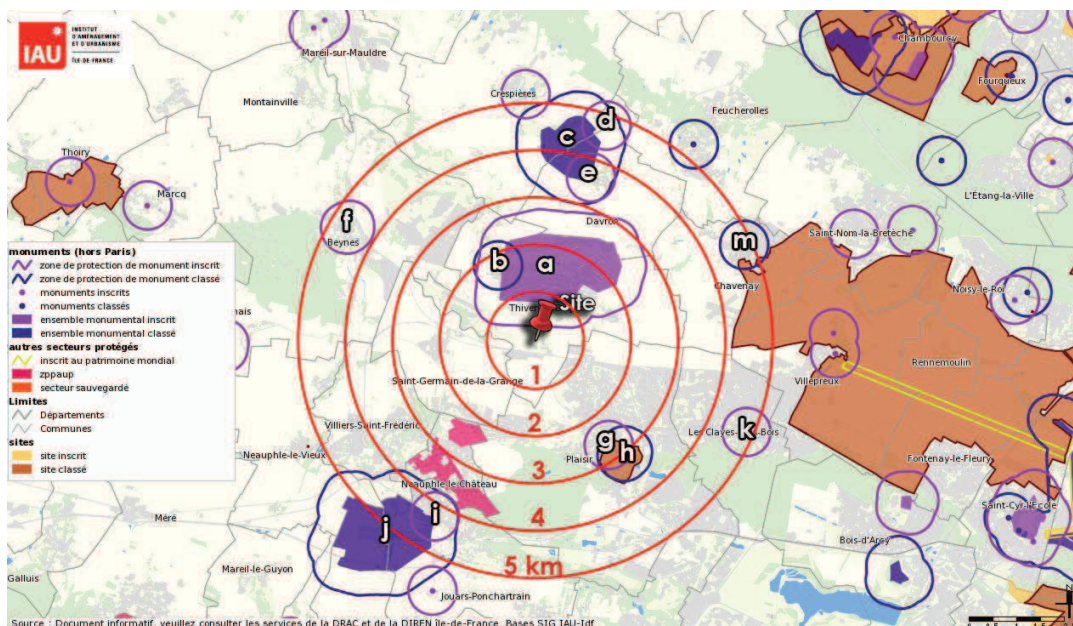 IAU
INSTITUT
D'AMÉNAGEMENT
ET D'URBANISME
ÎLE-DE-FRANCE
Mareil-sur-Mauldre
Chambourcy
Fourqueux
Montainville
Crespières
Feucherolles
Thoiry
Marcq
L'Étang-la-Ville
c
d
e
f
Beynes
Davron
m
Saint-Nom-la-Bretèche
b
a
Chavenay
Noisy-le-Roi
Site
Rennemoulin
Villepreux
Saint-Germain-de-la-Grange
1
2
3
4
5 km
Villiers-Saint-Frédéric
Neauphle-le-Vieux
Plaisir
g
h
k
Fontenay-le-Fleury
Neauphle-le-Château
Saint-Cyr-l'École
i
j
Méré
Bois-d'Arcy
Mareil-le-Guyon
Galluis
Jouars-Ponchartrain
monuments (hors Paris)
zone de protection de monument inscrit
zone de protection de monument classé
monuments inscrits
monuments classés
ensemble monumental inscrit
ensemble monumental classé
autres secteurs protégés
inscrit au patrimoine mondial
zppaup
secteur sauvegardé
Limites
Départements
Communes
sites
site inscrit
site classé
Source : Document informatif, veuillez consulter les services de la DRAC et de la DIREN île-de-France. Bases SIG IAU-Idf